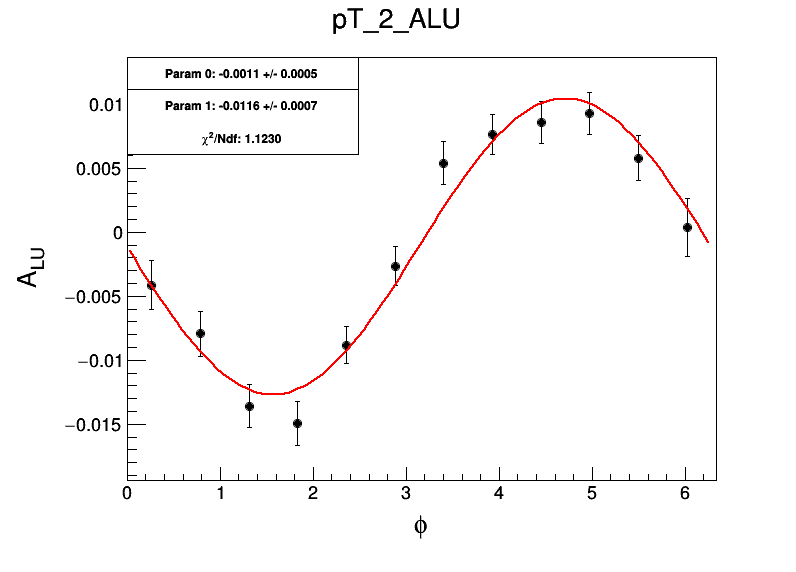 pT_2_ALU
Param 0: -0.0011 +/- 0.0005
Param 1: -0.0116 +/- 0.0007
χ²/Ndf: 1.1230
0.01
0.005
0
−0.005
−0.01
−0.015
A_LU
0 1 2 3 4 5 6
ϕ